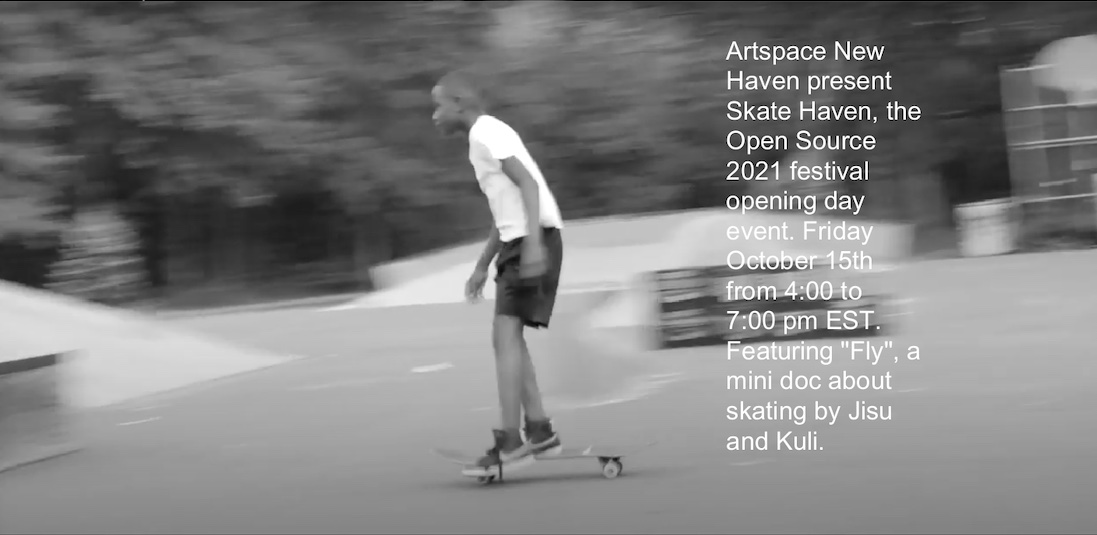 Artspace New
Haven present
Skate Haven, the
Open Source
2021 festival
opening day
event. Friday
October 15th
from 4:00 to
7:00 pm EST.
Featuring "Fly", a
mini doc about
skating by Jisu
and Kuli.